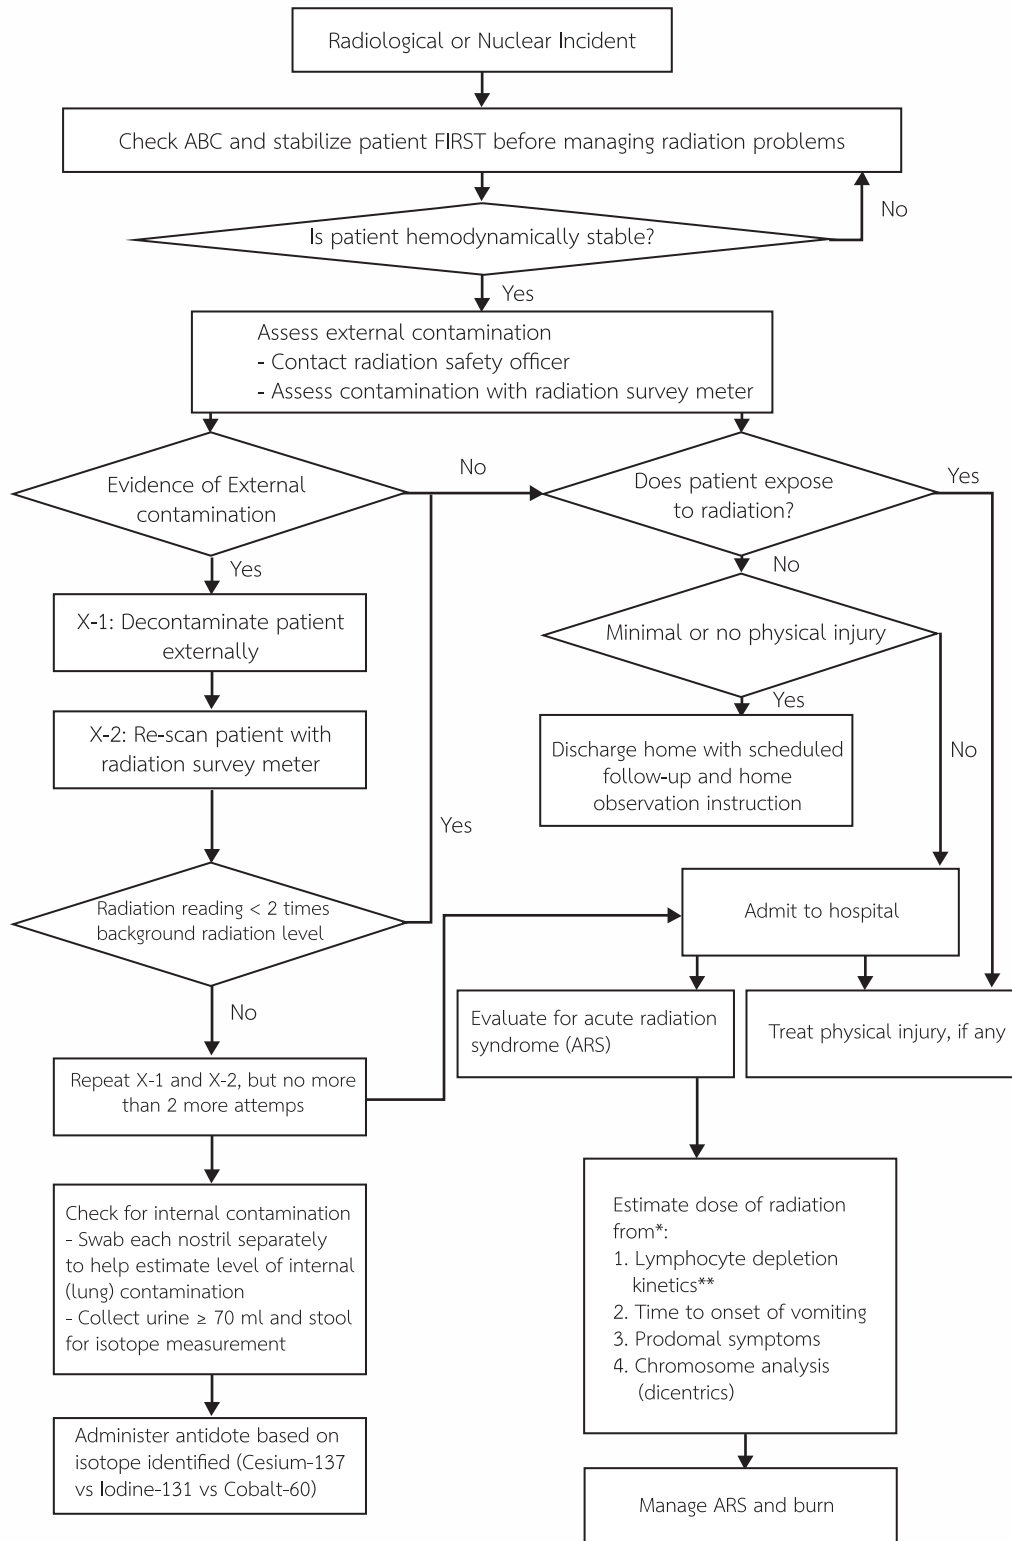 Radiological or Nuclear Incident
Check ABC and stabilize patient FIRST before managing radiation problems
No
Is patient hemodynamically stable?
Yes
Assess external contamination
- Contact radiation safety officer
- Assess contamination with radiation survey meter
Evidence of External
contamination
No
Does patient expose
to radiation?
Yes
Yes
No
X-1: Decontaminate patient
externally
Minimal or no physical injury
Yes
X-2: Re-scan patient with
radiation survey meter
Discharge home with scheduled
follow-up and home
observation instruction
No
Yes
Radiation reading < 2 times
background radiation level
Admit to hospital
No
Evaluate for acute radiation
syndrome (ARS)
Treat physical injury, if any
Repeat X-1 and X-2, but no more
than 2 more attemps
Check for internal contamination
- Swab each nostril separately
to help estimate level of internal
(lung) contamination
- Collect urine ≥ 70 ml and stool
for isotope measurement
Estimate dose of radiation
from*:
1. Lymphocyte depletion
kinetics**
2. Time to onset of vomiting
3. Prodomal symptoms
4. Chromosome analysis
(dicentrics)
Administer antidote based on
isotope identified (Cesium-137
vs Iodine-131 vs Cobalt-60)
Manage ARS and burn